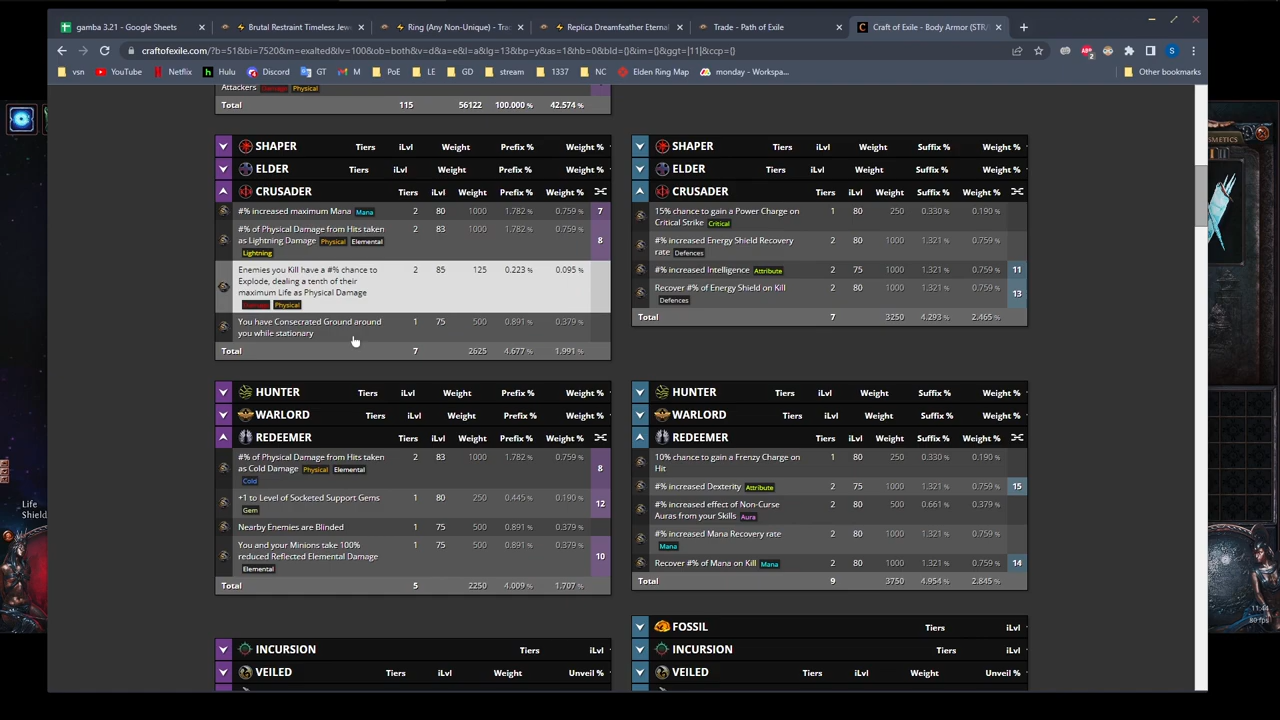 gamba 3.21 - Google Sheets
Brutal Restraint Timeless Jew
Ring (Any Non-Unique) - Tra
Replica Dreamfeather Eternal
Trade - Path of Exile
Craft of Exile - Body Armor (STR/
craftofexile.com/?b=51&bi=7520&m=exalted&lv=100&ob=both&v=d&a=e&l=a&lg=13&bp=y&as=1&hb=0&bld={}&im={}&ggt=|11|&ccp={}
vsn YouTube Netflix Hulu Discord GT M PoE LE GD stream 1337 NC Elden Ring Map monday - Workspa... Other bookmarks
Attackers Damage Physical
Total 115 56122 100.000 % 42.574 %
SHAPER Tiers iLvl Weight Prefix % Weight %
ELDER Tiers iLvl Weight Prefix % Weight %
CRUSADER Tiers iLvl Weight Prefix % Weight %
#% increased maximum Mana Mana 2 80 1000 1.782 % 0.759 % 7
#% of Physical Damage from Hits taken 2 83 1000 1.782 % 0.759 % 8
as Lightning Damage Physical Elemental
Lightning
Enemies you Kill have a #% chance to 2 85 125 0.223 % 0.095 %
Explode, dealing a tenth of their
maximum Life as Physical Damage
Damage Physical
You have Consecrated Ground around 1 75 500 0.891 % 0.379 %
you while stationary
Total 7 2625 4.677 % 1.991 %
SHAPER Tiers iLvl Weight Suffix % Weight %
ELDER Tiers iLvl Weight Suffix % Weight %
CRUSADER Tiers iLvl Weight Suffix % Weight %
15% chance to gain a Power Charge on 1 80 250 0.330 % 0.190 %
Critical Strike Critical
#% increased Energy Shield Recovery 2 80 1000 1.321 % 0.759 %
rate Defences
#% increased Intelligence Attribute 2 75 1000 1.321 % 0.759 % 11
Recover #% of Energy Shield on Kill 2 80 1000 1.321 % 0.759 % 13
Defences
Total 7 3250 4.293 % 2.465 %
HUNTER Tiers iLvl Weight Prefix % Weight %
WARLORD Tiers iLvl Weight Prefix % Weight %
REDEEMER Tiers iLvl Weight Prefix % Weight %
#% of Physical Damage from Hits taken 2 83 1000 1.782 % 0.759 % 8
as Cold Damage Physical Elemental
Cold
+1 to Level of Socketed Support Gems 1 80 250 0.445 % 0.190 % 12
Gem
Nearby Enemies are Blinded 1 75 500 0.891 % 0.379 %
You and your Minions take 100% 1 75 500 0.891 % 0.379 % 10
reduced Reflected Elemental Damage
Elemental
Total 5 2250 4.009 % 1.707 %
HUNTER Tiers iLvl Weight Suffix % Weight %
WARLORD Tiers iLvl Weight Suffix % Weight %
REDEEMER Tiers iLvl Weight Suffix % Weight %
10% chance to gain a Frenzy Charge on 1 80 250 0.330 % 0.190 %
Hit
#% increased Dexterity Attribute 2 75 1000 1.321 % 0.759 % 15
#% increased effect of Non-Curse 2 80 500 0.661 % 0.379 %
Auras from your Skills Aura
#% increased Mana Recovery rate 2 80 1000 1.321 % 0.759 %
Mana
Recover #% of Mana on Kill Mana 2 80 1000 1.321 % 0.759 % 14
Total 9 3750 4.954 % 2.845 %
INCURSION Tiers iLvl
VEILED Tiers iLvl Weight Unveil %
FOSSIL Tiers iLvl
INCURSION Tiers iLvl
VEILED Tiers iLvl Weight Unveil %
Life
Shield
COSMETICS
11:44
80 fps